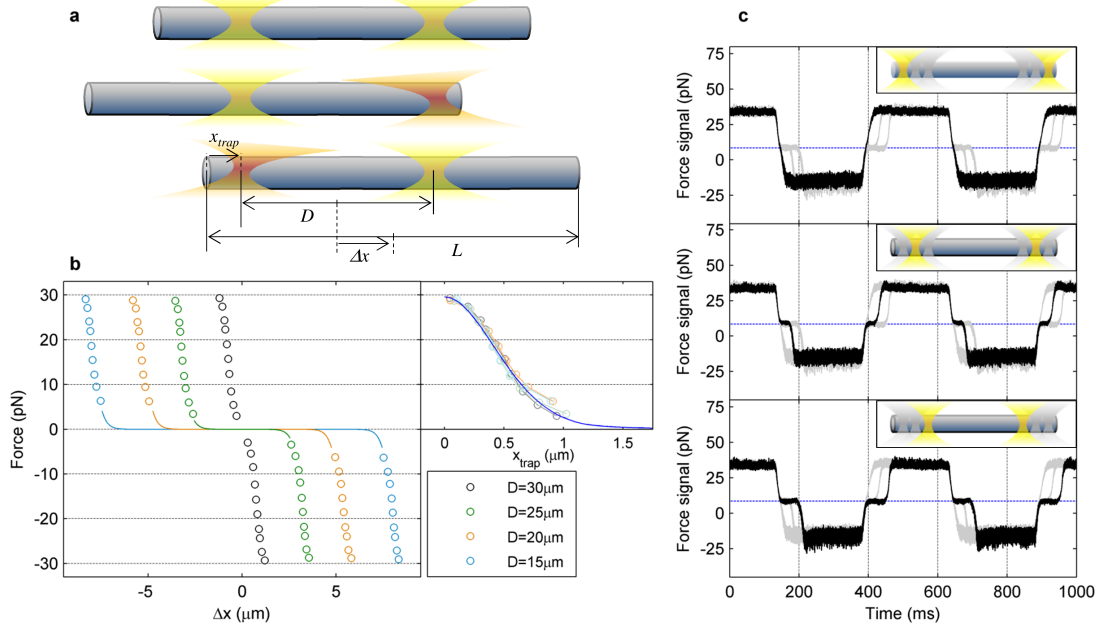 a
x_trap
D
Δx
L
b
30
20
10
0
-10
-20
-30
Force (pN)
-5 0 5
Δx (μm)
0 0.5 1 1.5
x_trap (μm)
D=30μm
D=25μm
D=20μm
D=15μm
c
75
50
25
0
-25
Force signal (pN)
75
50
25
0
-25
Force signal (pN)
75
50
25
0
-25
Force signal (pN)
0 200 400 600 800 1000
Time (ms)